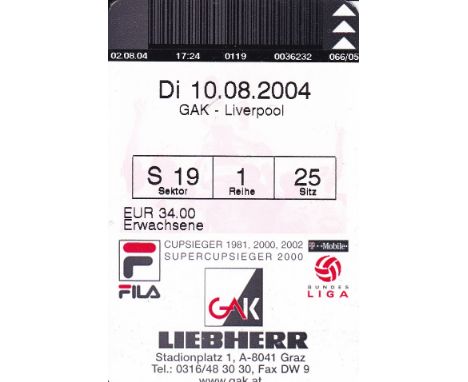 02.08.04 17:24 0119 0036232 066/05
Di 10.08.2004
GAK - Liverpool
S 19 1 25
Sektor Reihe Sitz
EUR 34.00
Erwachsene
CUPSIEGER 1981, 2000, 2002
SUPERCUPSIEGER 2000
T··Mobile·
FILA
BUNDES
LIGA
GAK
LIEBHERR
Stadionplatz 1, A-8041 Graz
Tel.: 0316/48 30 30, Fax DW 9
www.gak.at